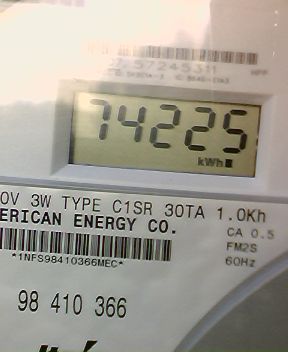 57245311
74225
kWh
0V 3W TYPE C1SR 30TA 1.0Kh
ERICAN ENERGY CO.
CA 0.5
FM2S
60Hz
*1NFS98410366MEC*
98 410 366